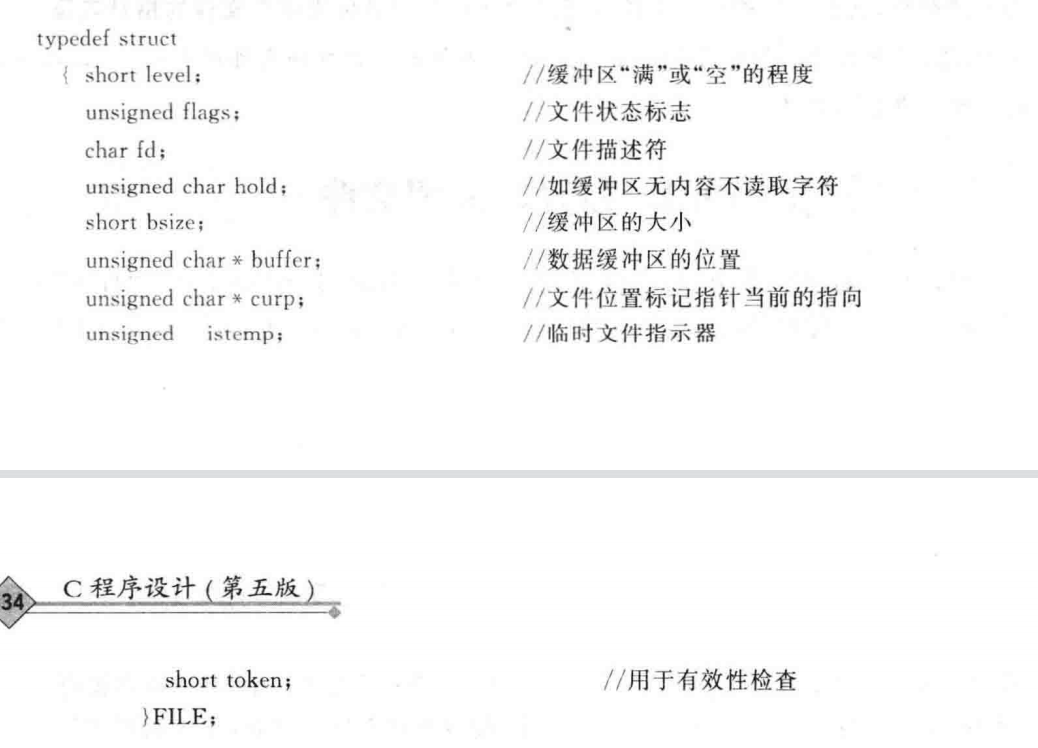 typedef struct
{ short level; //缓冲区“满”或“空”的程度
unsigned flags; //文件状态标志
char fd; //文件描述符
unsigned char hold; //如缓冲区无内容不读取字符
short bsize; //缓冲区的大小
unsigned char * buffer; //数据缓冲区的位置
unsigned char * curp; //文件位置标记指针当前的指向
unsigned istemp; //临时文件指示器
34 C 程序设计(第五版)
short token; //用于有效性检查
}FILE;